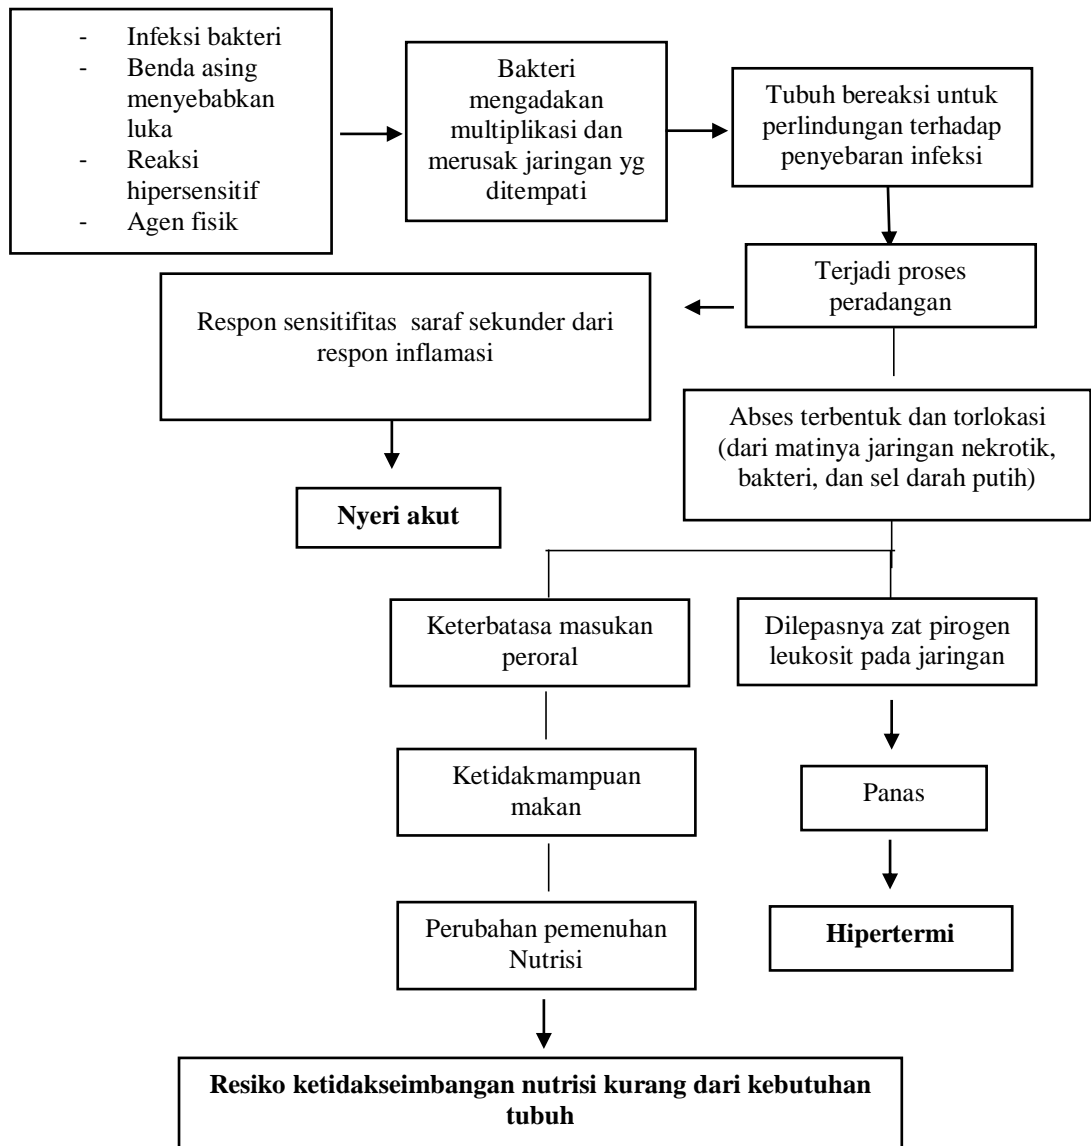 - Infeksi bakteri
- Benda asing
menyebabkan
luka
- Reaksi
hipersensitif
- Agen fisik
Bakteri
mengadakan
multiplikasi dan
merusak jaringan yg
ditempati
Tubuh bereaksi untuk
perlindungan terhadap
penyebaran infeksi
Terjadi proses
peradangan
Respon sensitifitas saraf sekunder dari
respon inflamasi
Nyeri akut
Abses terbentuk dan torlokasi
(dari matinya jaringan nekrotik,
bakteri, dan sel darah putih)
Keterbatasa masukan
peroral
Dilepasnya zat pirogen
leukosit pada jaringan
Ketidakmampuan
makan
Panas
Perubahan pemenuhan
Nutrisi
Hipertermi
Resiko ketidakseimbangan nutrisi kurang dari kebutuhan
tubuh